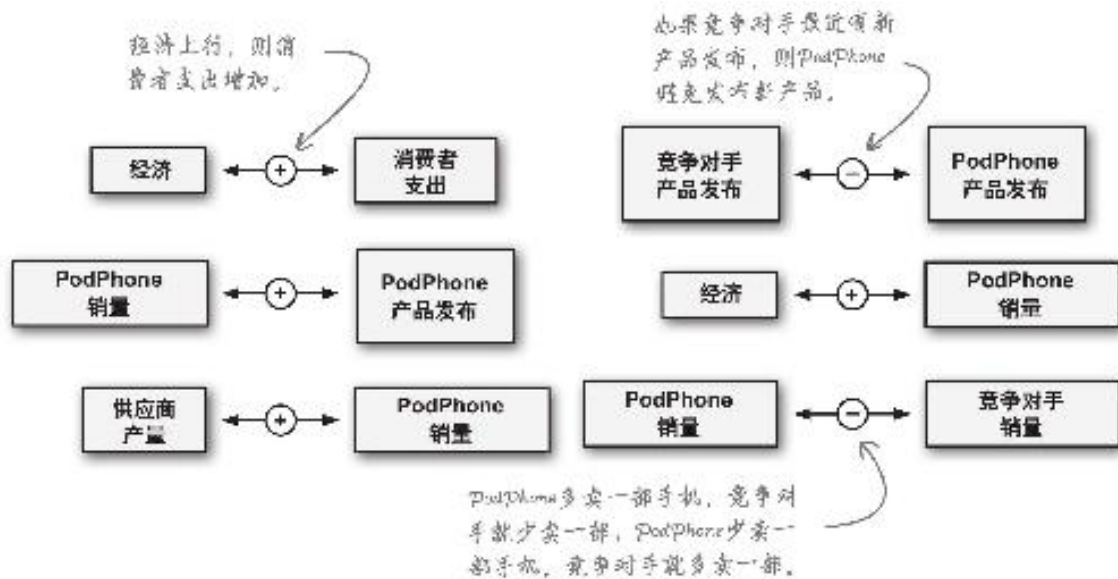 经济上行，则消
费者支出增加。
如果竞争对手最近有新
产品发布，则PodPhone
避免发布新产品。
经济
+
消费者
支出
竞争对手
产品发布
−
PodPhone
产品发布
PodPhone
销量
+
PodPhone
产品发布
经济
+
PodPhone
销量
供应商
产量
+
PodPhone
销量
PodPhone
销量
−
竞争对手
销量
PodPhone多卖一部手机，竞争对
手就少卖一部；PodPhone少卖一
部手机，竞争对手就多卖一部。